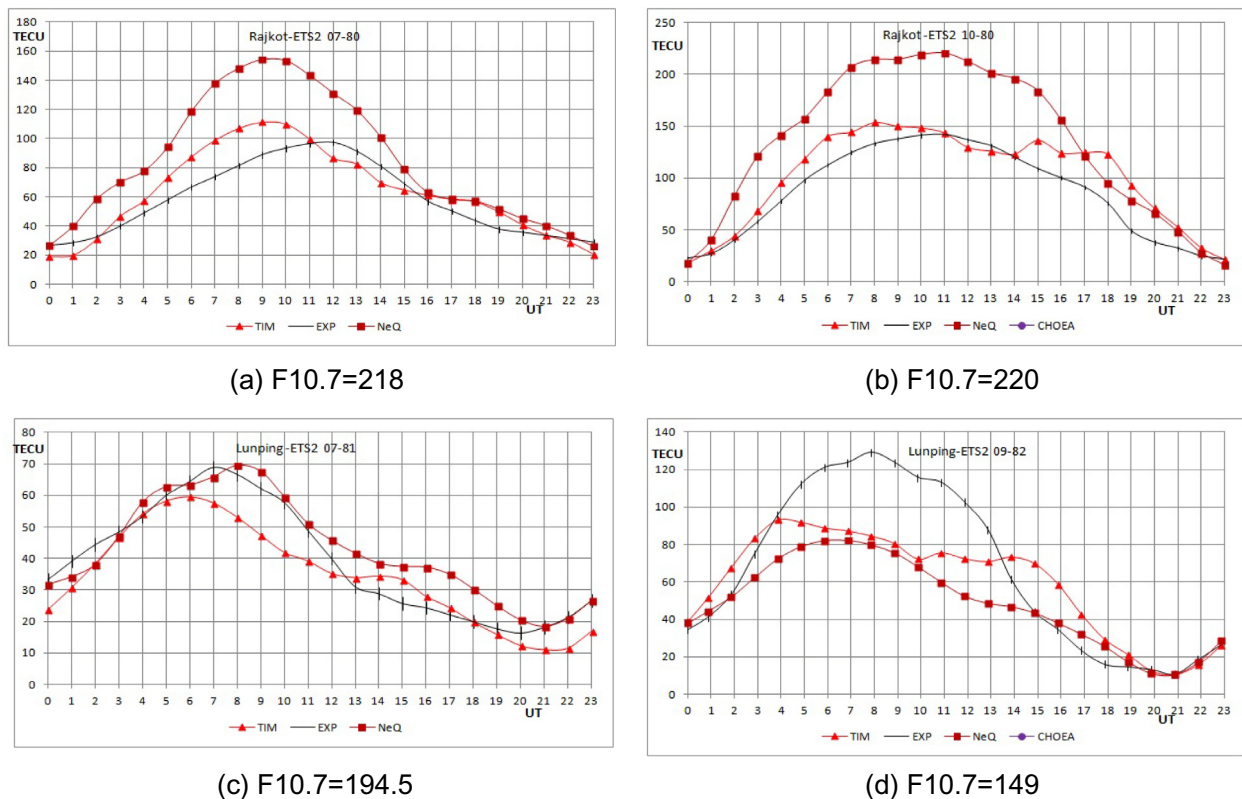 180
160
140
120
100
80
60
40
20
0
TECU
Rajkot-ETS2 07-80
0 1 2 3 4 5 6 7 8 9 10 11 12 13 14 15 16 17 18 19 20 21 22 23
UT
TIM EXP NeQ
(a) F10.7=218
250
200
150
100
50
0
TECU
Rajkot -ETS2 10-80
0 1 2 3 4 5 6 7 8 9 10 11 12 13 14 15 16 17 18 19 20 21 22 23
UT
TIM EXP NeQ CHOEA
(b) F10.7=220
80
70
60
50
40
30
20
10
0
TECU
Lunping-ETS2 07-81
0 1 2 3 4 5 6 7 8 9 10 11 12 13 14 15 16 17 18 19 20 21 22 23
UT
TIM EXP NeQ
(c) F10.7=194.5
140
120
100
80
60
40
20
0
TECU
Lunping-ETS2 09-82
0 1 2 3 4 5 6 7 8 9 10 11 12 13 14 15 16 17 18 19 20 21 22 23
UT
TIM EXP NeQ CHOEA
(d) F10.7=149